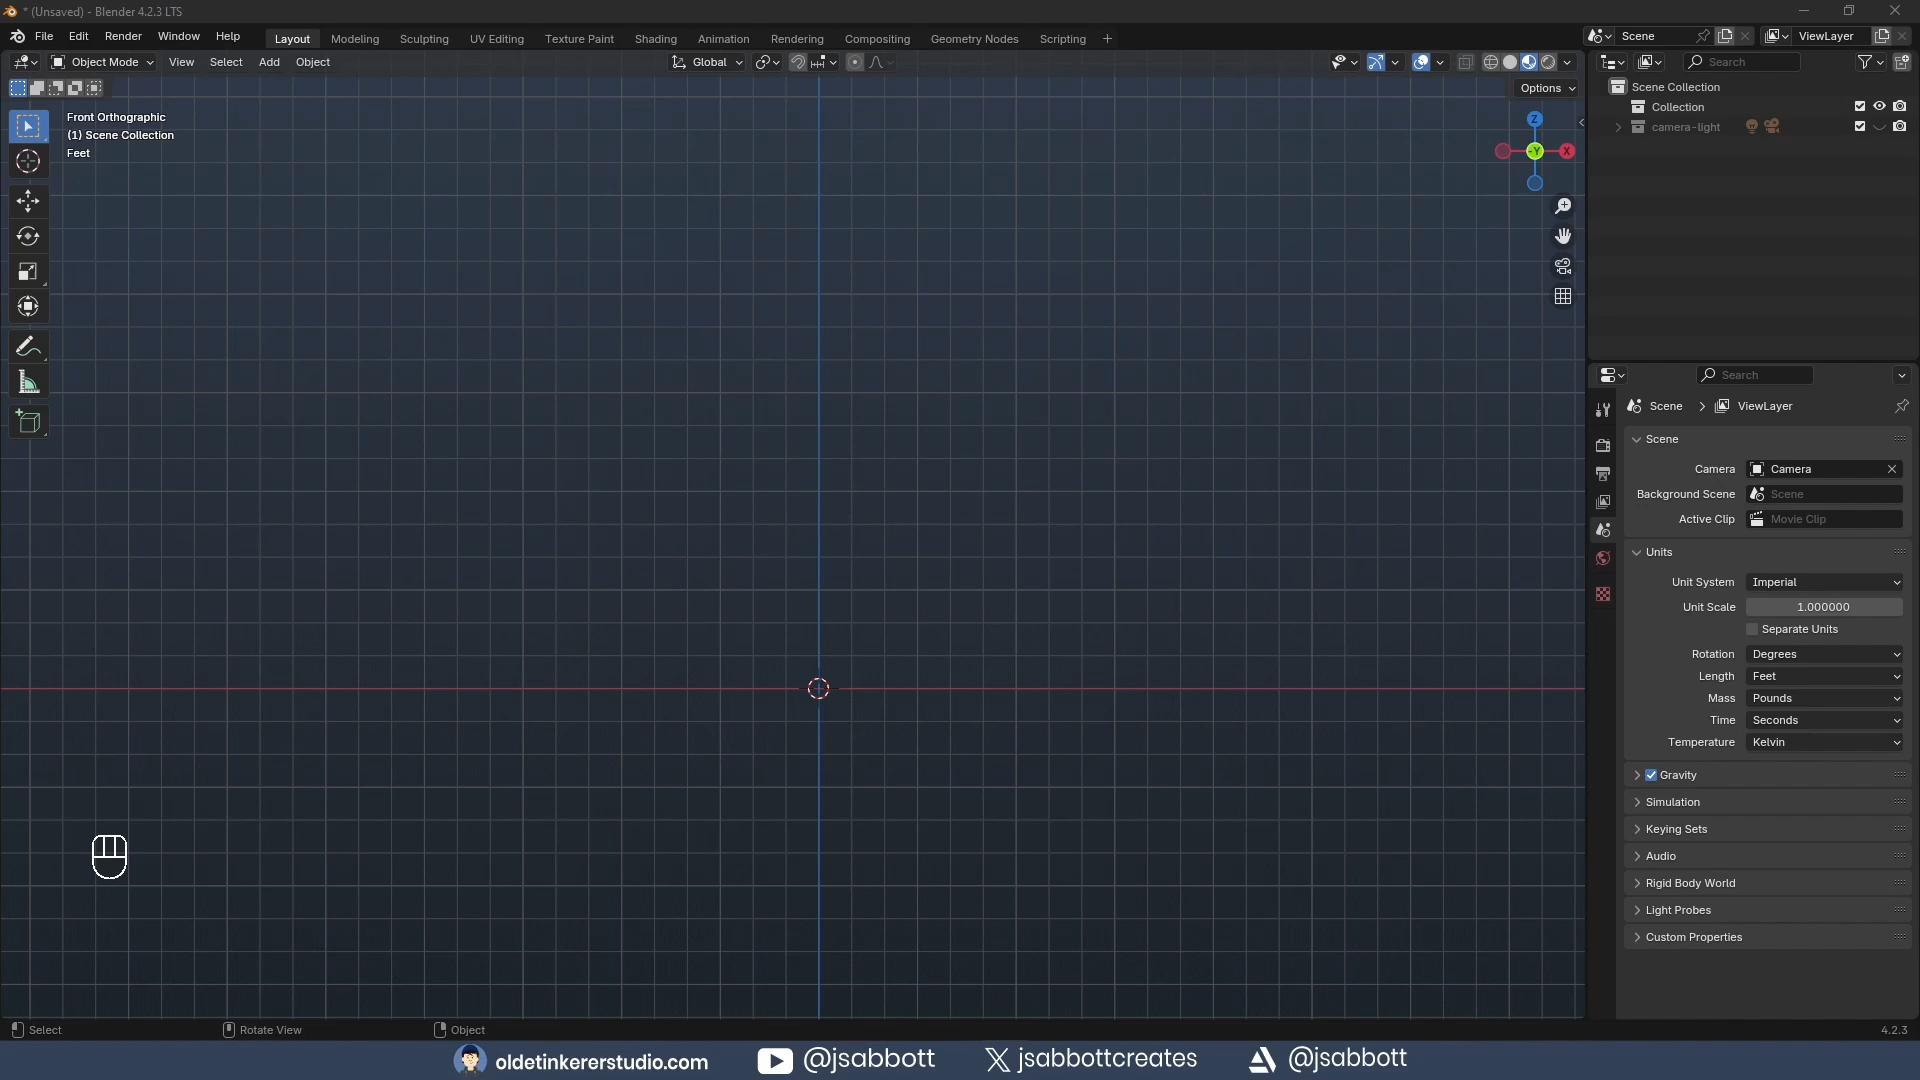 * (Unsaved) - Blender 4.2.3 LTS
File Edit Render Window Help Layout Modeling Sculpting UV Editing Texture Paint Shading Animation Rendering Compositing Geometry Nodes Scripting + Scene ViewLayer
Object Mode View Select Add Object Global Search
Options
Front Orthographic
(1) Scene Collection
Feet
Z
-Y
X
Scene Collection
Collection
camera-light
Search
Scene > ViewLayer
Scene
Camera Camera
Background Scene Scene
Active Clip Movie Clip
Units
Unit System Imperial
Unit Scale 1.000000
Separate Units
Rotation Degrees
Length Feet
Mass Pounds
Time Seconds
Temperature Kelvin
Gravity
Simulation
Keying Sets
Audio
Rigid Body World
Light Probes
Custom Properties
Select Rotate View Object 4.2.3
oldetinkererstudio.com @jsabbott jsabbottcreates @jsabbott